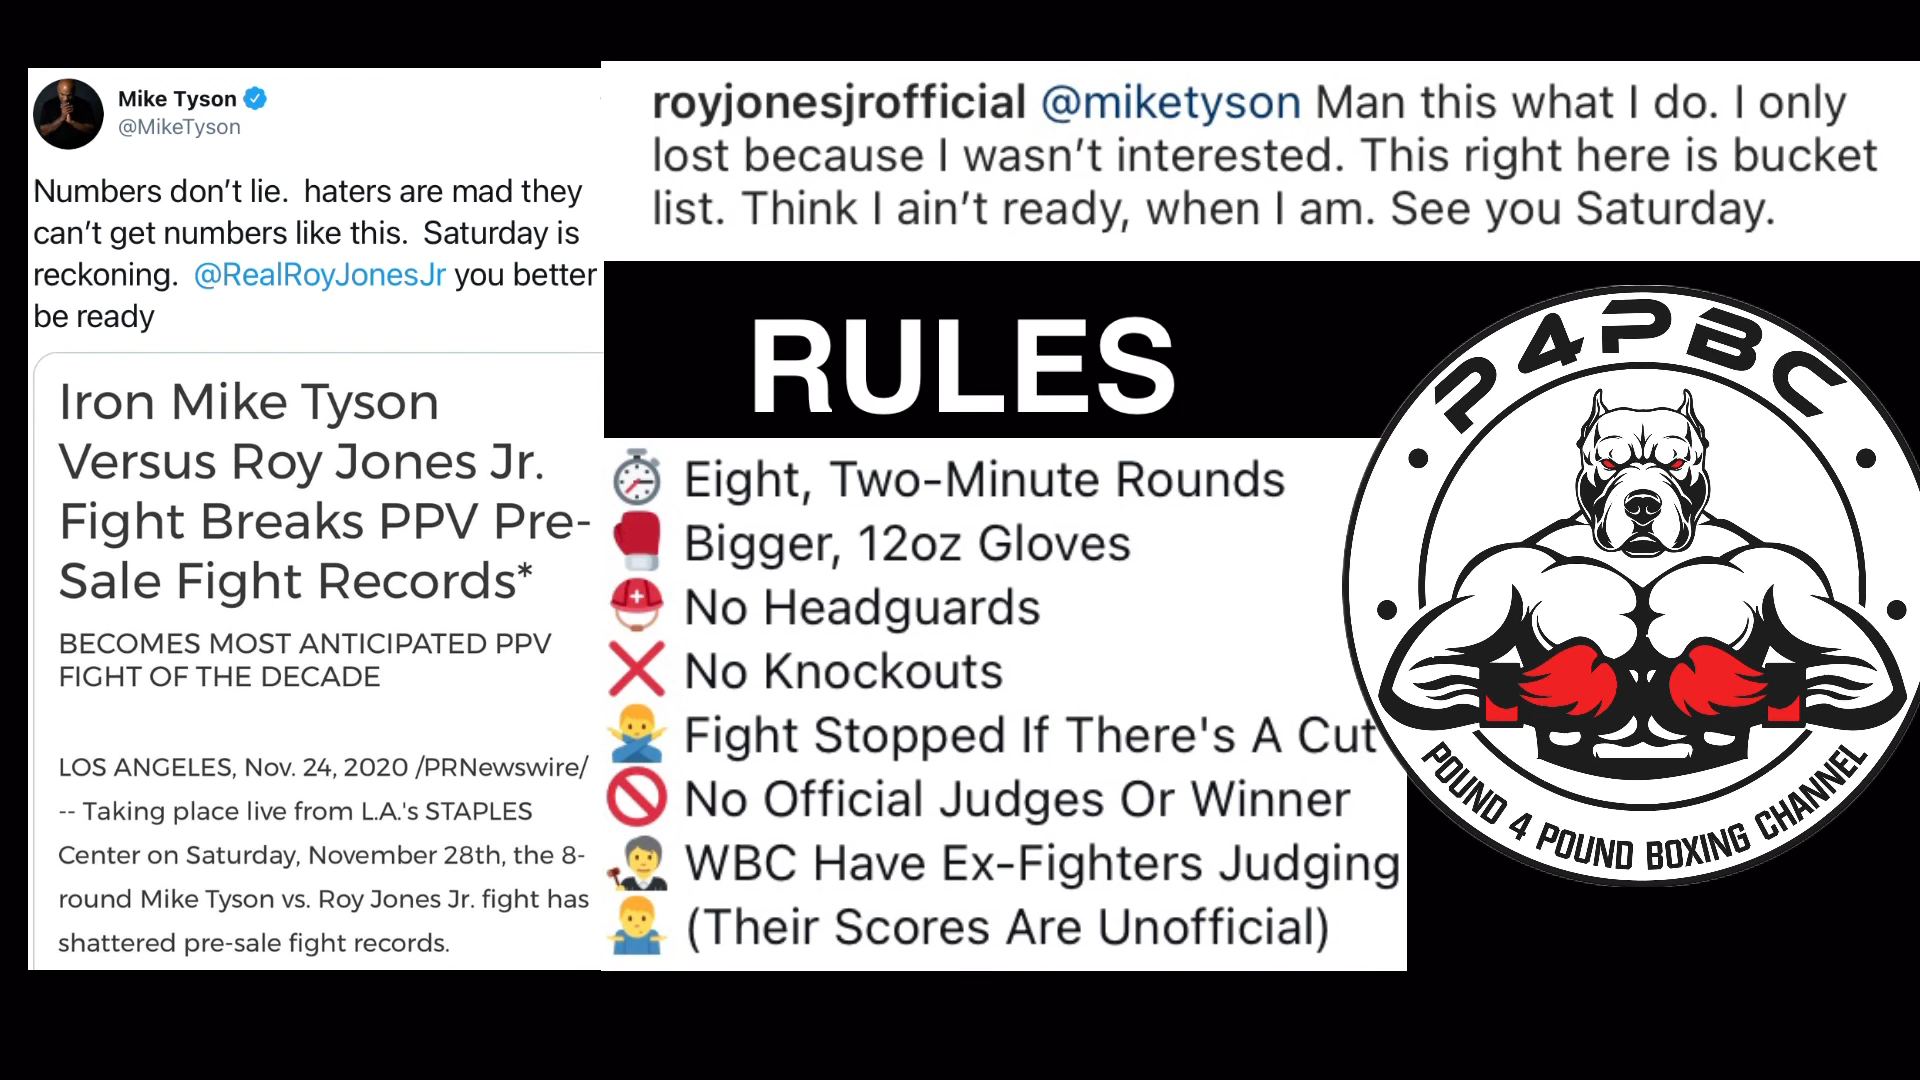 Mike Tyson
@MikeTyson
Numbers don’t lie.  haters are mad they
can’t get numbers like this.  Saturday is
reckoning.  @RealRoyJonesJr you better
be ready
Iron Mike Tyson
Versus Roy Jones Jr.
Fight Breaks PPV Pre-
Sale Fight Records*
BECOMES MOST ANTICIPATED PPV
FIGHT OF THE DECADE
LOS ANGELES, Nov. 24, 2020 /PRNewswire/
-- Taking place live from L.A.'s STAPLES
Center on Saturday, November 28th, the 8-
round Mike Tyson vs. Roy Jones Jr. fight has
shattered pre-sale fight records.
royjonesjrofficial @miketyson Man this what I do. I only
lost because I wasn’t interested. This right here is bucket
list. Think I ain’t ready, when I am. See you Saturday.
RULES
Eight, Two-Minute Rounds
Bigger, 12oz Gloves
No Headguards
No Knockouts
Fight Stopped If There's A Cut
No Official Judges Or Winner
WBC Have Ex-Fighters Judging
(Their Scores Are Unofficial)
P4PBC
POUND 4 POUND BOXING CHANNEL